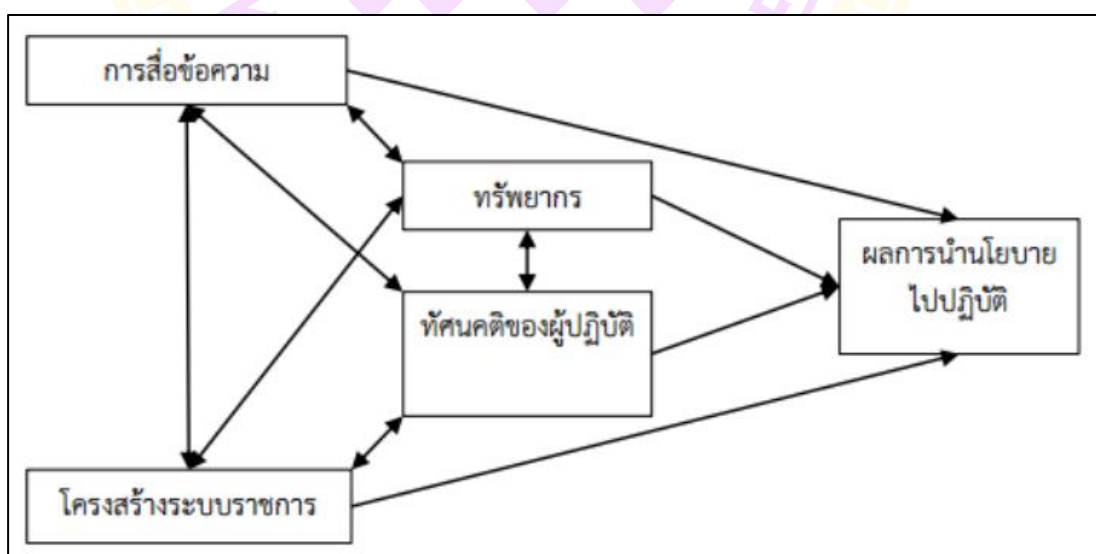 การสื่อข้อความ
ทรัพยากร
ทัศนคติของผู้ปฏิบัติ
ผลการนำนโยบาย
ไปปฏิบัติ
โครงสร้างระบบราชการ